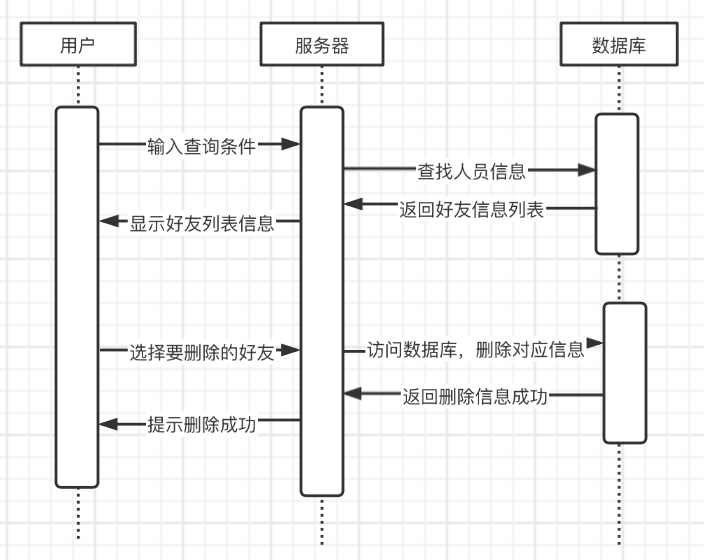 用户
服务器
数据库
输入查询条件
查找人员信息
返回好友信息列表
显示好友列表信息
选择要删除的好友
访问数据库，删除对应信息
返回删除信息成功
提示删除成功